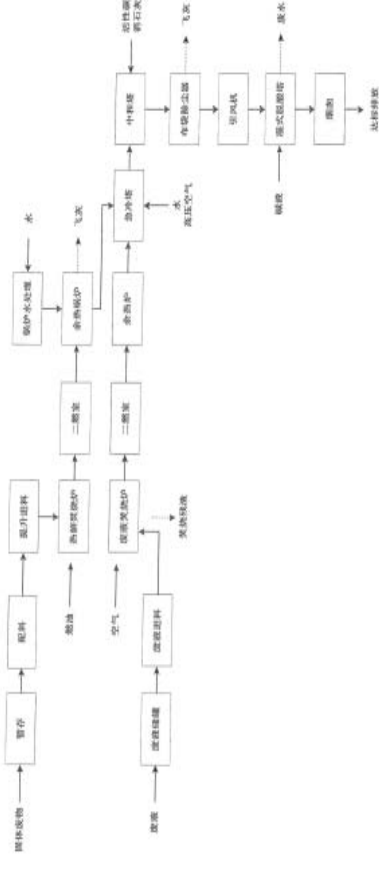 固体废物
暂存
配料
提升进料
热解焚烧炉
燃油
二燃室
锅炉水处理
水
余热锅炉
飞灰
废液
废液储罐
废液进料
废液焚烧炉
空气
焚烧残渣
二燃室
余热炉
急冷塔
水
高压空气
中和塔
活性炭
消石灰
布袋除尘器
飞灰
引风机
湿式脱酸塔
废水
碱液
烟囱
达标排放